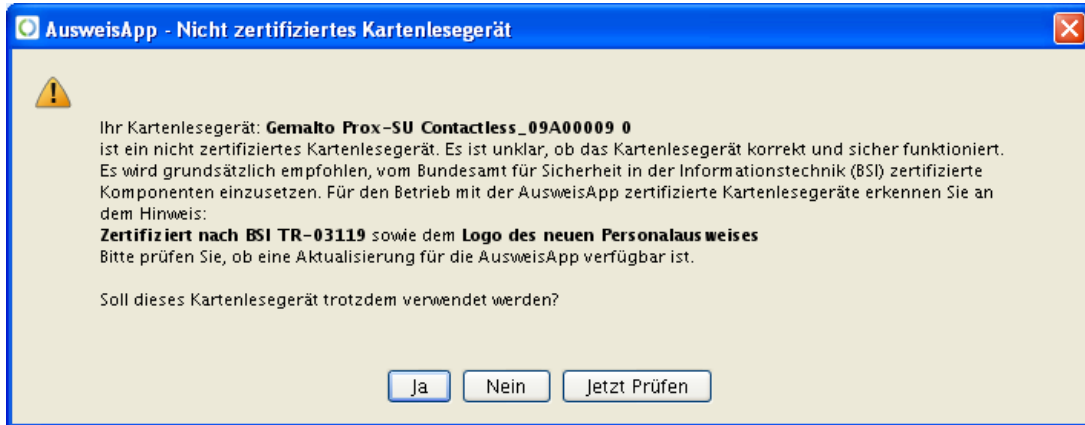 AusweisApp - Nicht zertifiziertes Kartenlesegerät
Ihr Kartenlesegerät: Gemalto Prox-SU Contactless_09A00009 0
ist ein nicht zertifiziertes Kartenlesegerät. Es ist unklar, ob das Kartenlesegerät korrekt und sicher funktioniert.
Es wird grundsätzlich empfohlen, vom Bundesamt für Sicherheit in der Informationstechnik (BSI) zertifizierte
Komponenten einzusetzen. Für den Betrieb mit der AusweisApp zertifizierte Kartenlesegeräte erkennen Sie an
dem Hinweis:
Zertifiziert nach BSI TR-03119 sowie dem Logo des neuen Personalausweises
Bitte prüfen Sie, ob eine Aktualisierung für die AusweisApp verfügbar ist.
Soll dieses Kartenlesegerät trotzdem verwendet werden?
Ja Nein Jetzt Prüfen